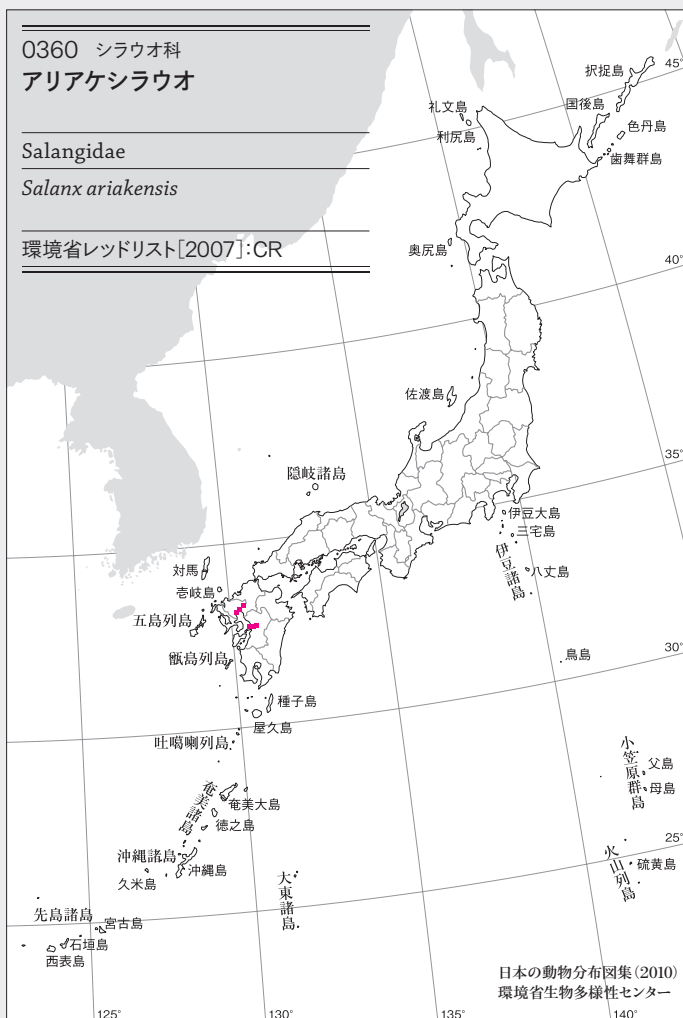 0360 シラウオ科
アリアケシラウオ
Salangidae
Salanx ariakensis
環境省レッドリスト[2007]:CR
45°
択捉島
国後島
礼文島
色丹島
利尻島
歯舞群島
奥尻島
40°
佐渡島
35°
隠岐諸島
伊豆大島
三宅島
伊豆諸島
八丈島
対馬
壱岐島
五島列島
甑島列島
鳥島
30°
種子島
屋久島
吐噶喇列島
小笠原群島
父島
母島
奄美諸島
奄美大島
徳之島
25°
沖縄諸島
沖縄島
久米島
火山列島
硫黄島
大東諸島
先島諸島
宮古島
石垣島
西表島
日本の動物分布図集(2010)
環境省生物多様性センター
125°
130°
135°
140°